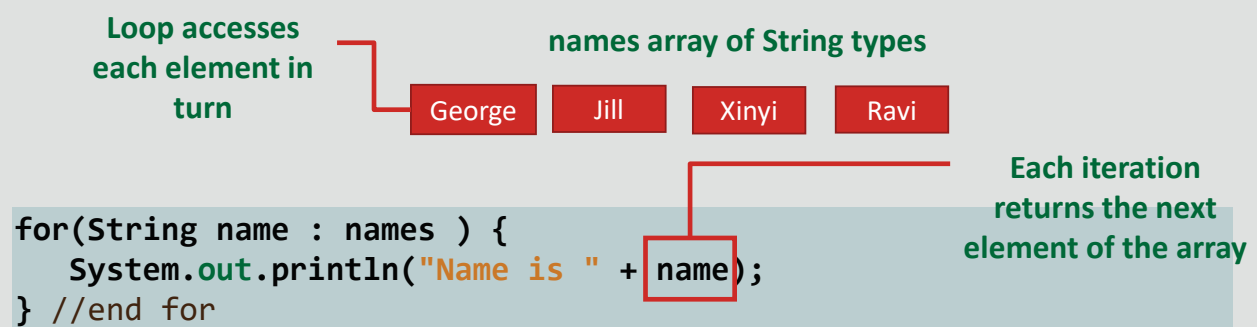 Loop accesses
each element in
turn
names array of String types
George
Jill
Xinyi
Ravi
Each iteration
returns the next
element of the array
for(String name : names ) {
System.out.println("Name is " + name);
} //end for